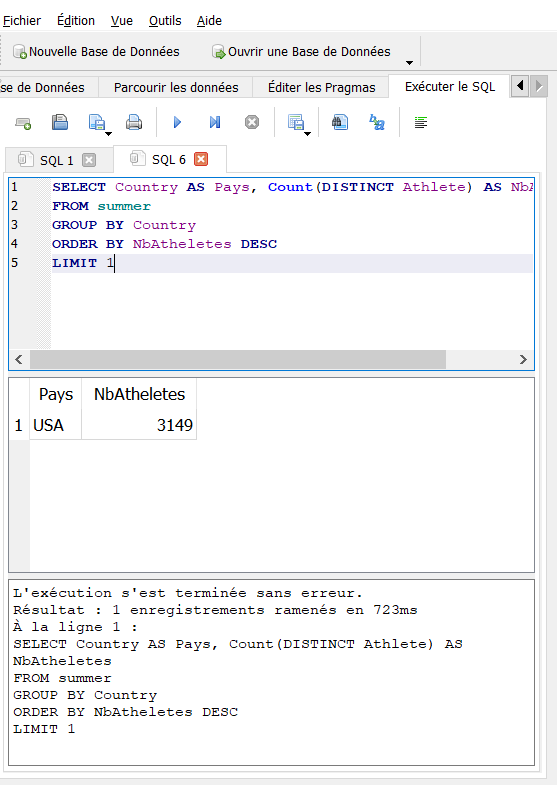 Fichier Édition Vue Outils Aide
Nouvelle Base de Données Ouvrir une Base de Données
se de Données Parcourir les données Éditer les Pragmas Exécuter le SQL
SQL 1 SQL 6
1 SELECT Country AS Pays, Count(DISTINCT Athlete) AS NbA
2 FROM summer
3 GROUP BY Country
4 ORDER BY NbAtheletes DESC
5 LIMIT 1
Pays NbAtheletes
1 USA 3149
L'exécution s'est terminée sans erreur.
Résultat : 1 enregistrements ramenés en 723ms
À la ligne 1 :
SELECT Country AS Pays, Count(DISTINCT Athlete) AS
NbAtheletes
FROM summer
GROUP BY Country
ORDER BY NbAtheletes DESC
LIMIT 1